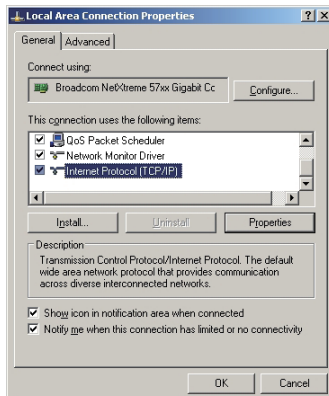 Local Area Connection Properties
General Advanced
Connect using:
Broadcom NetXtreme 57xx Gigabit Cc
Configure...
This connection uses the following items:
QoS Packet Scheduler
Network Monitor Driver
Internet Protocol (TCP/IP)
Install... Uninstall Properties
Description
Transmission Control Protocol/Internet Protocol. The default
wide area network protocol that provides communication
across diverse interconnected networks.
Show icon in notification area when connected
Notify me when this connection has limited or no connectivity
OK Cancel